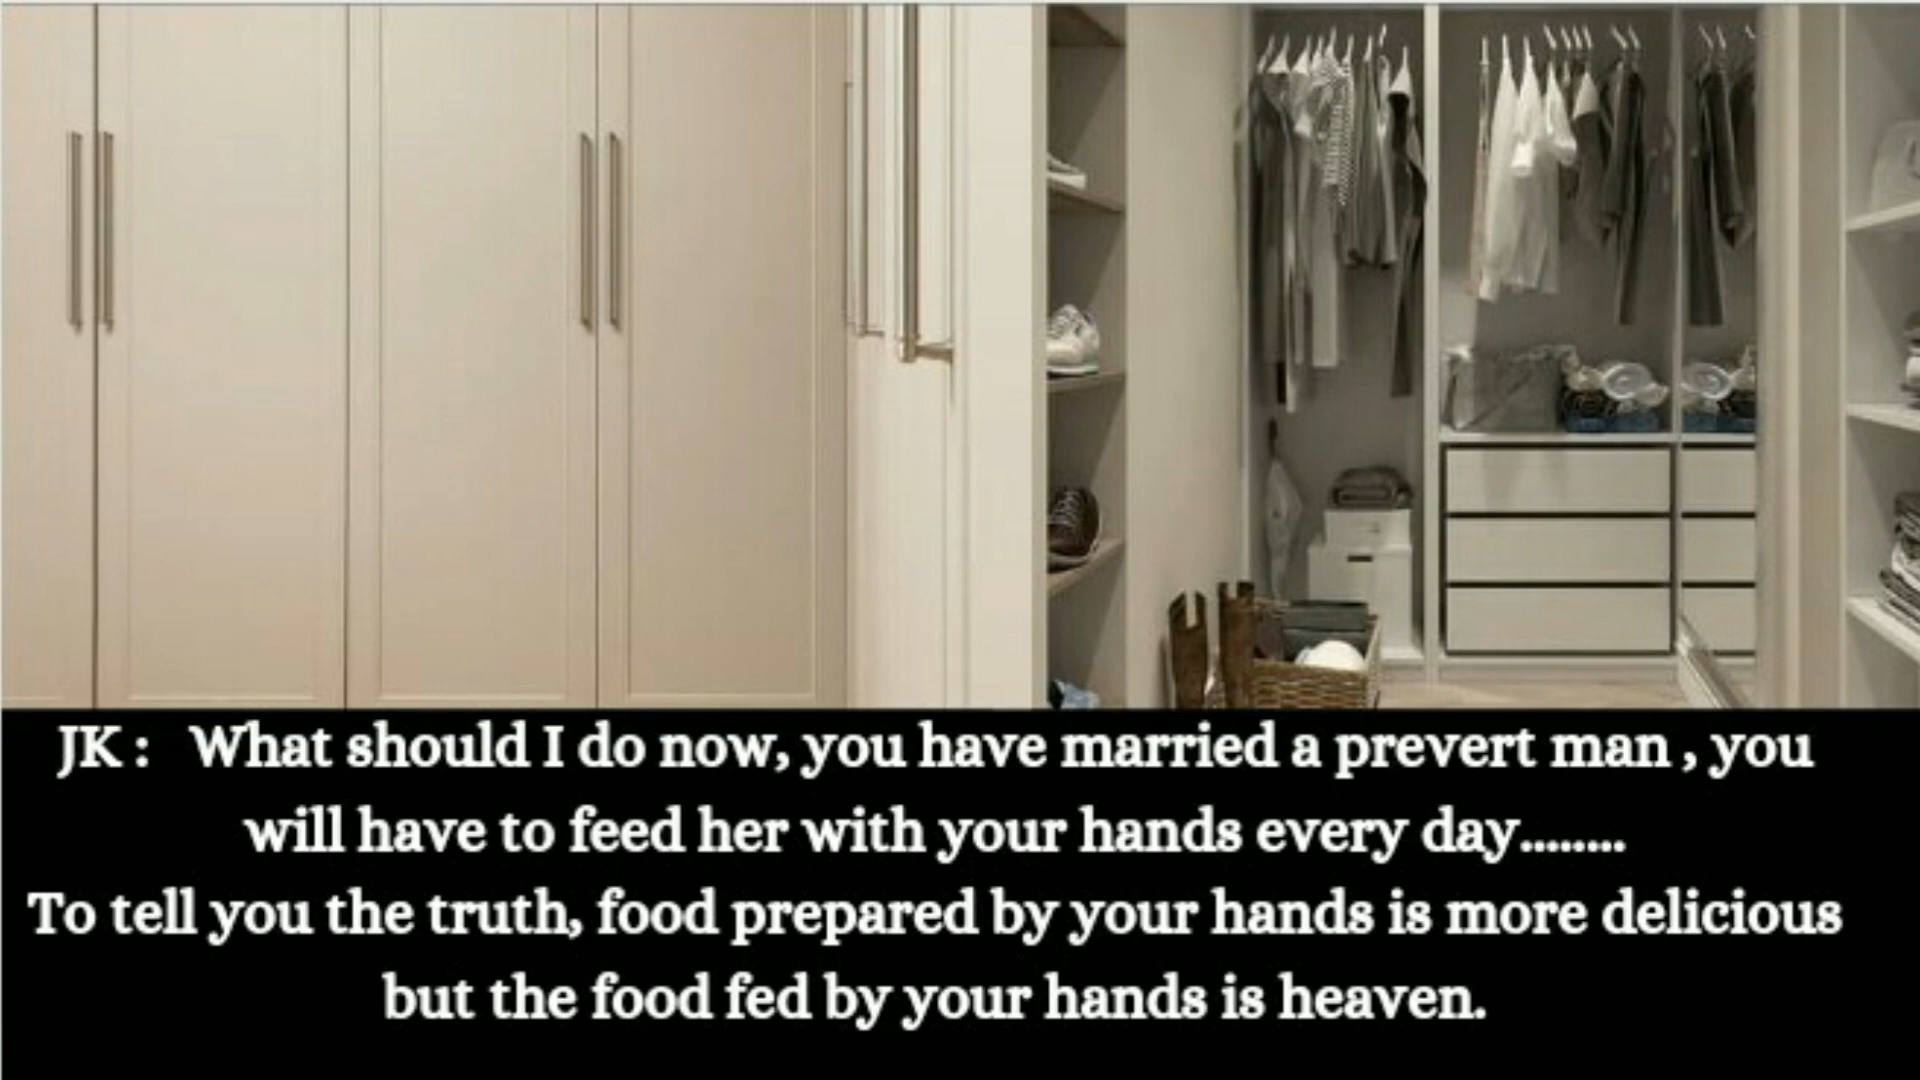 JK : What should I do now, you have married a prevert man , you
will have to feed her with your hands every day........
To tell you the truth, food prepared by your hands is more delicious
but the food fed by your hands is heaven.